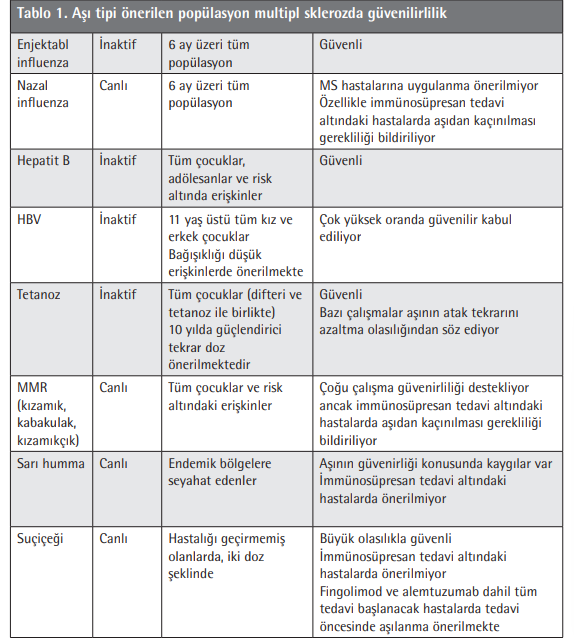 Tablo 1. Aşı tipi önerilen popülasyon multipl sklerozda güvenilirlilik
Enjektabl
influenza
İnaktif
6 ay üzeri tüm
popülasyon
Güvenli
Nazal
influenza
Canlı
6 ay üzeri tüm
popülasyon
MS hastalarına uygulanma önerilmiyor
Özellikle immünosüpresan tedavi
altındaki hastalarda aşıdan kaçınılması
gerekliliği bildiriliyor
Hepatit B
İnaktif
Tüm çocuklar,
adölesanlar ve risk
altında erişkinler
Güvenli
HBV
İnaktif
11 yaş üstü tüm kız ve
erkek çocuklar
Bağışıklığı düşük
erişkinlerde önerilmekte
Çok yüksek oranda güvenilir kabul
ediliyor
Tetanoz
İnaktif
Tüm çocuklar (difteri ve
tetanoz ile birlikte)
10 yılda güçlendirici
tekrar doz
önerilmektedir
Güvenli
Bazı çalışmalar aşının atak tekrarını
azaltma olasılığından söz ediyor
MMR
(kızamık,
kabakulak,
kızamıkçık)
Canlı
Tüm çocuklar ve risk
altındaki erişkinler
Çoğu çalışma güvenirliliği destekliyor
ancak immünosüpresan tedavi altındaki
hastalarda aşıdan kaçınılması gerekliliği
bildiriliyor
Sarı humma
Canlı
Endemik bölgelere
seyahat edenler
Aşının güvenirliği konusunda kaygılar var
İmmünosüpresan tedavi altındaki
hastalarda önerilmiyor
Suçiçeği
Canlı
Hastalığı geçirmemiş
olanlarda, iki doz
şeklinde
Büyük olasılıkla güvenli
İmmünosüpresan tedavi altındaki
hastalarda önerilmiyor
Fingolimod ve alemtuzumab dahil tüm
tedavi başlanacak hastalarda tedavi
öncesinde aşılanma önerilmekte